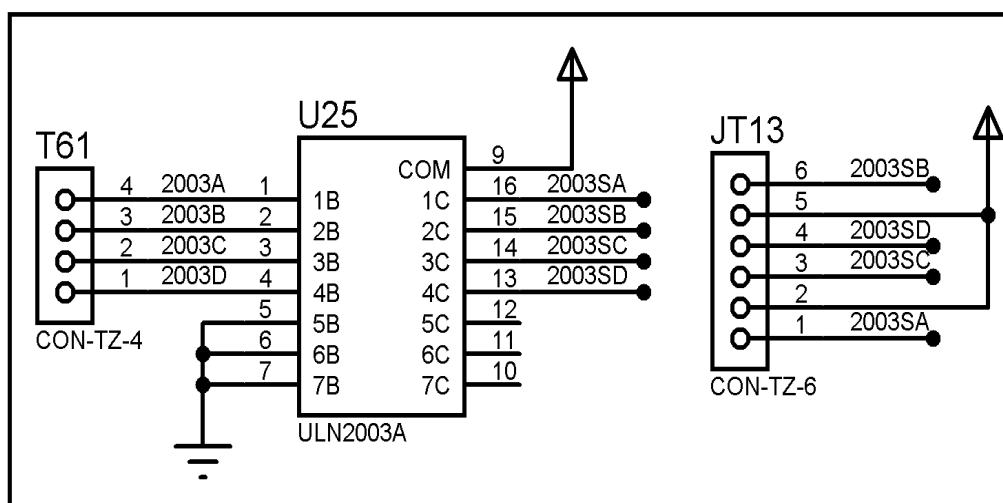 T61
4 2003A 1
3 2003B 2
2 2003C 3
1 2003D 4
5
6
7
CON-TZ-4
U25
COM 9
1B 1C 16 2003SA
2B 2C 15 2003SB
3B 3C 14 2003SC
4B 4C 13 2003SD
5B 5C 12
6B 6C 11
7B 7C 10
ULN2003A
JT13
6 2003SB
5
4 2003SD
3 2003SC
2
1 2003SA
CON-TZ-6